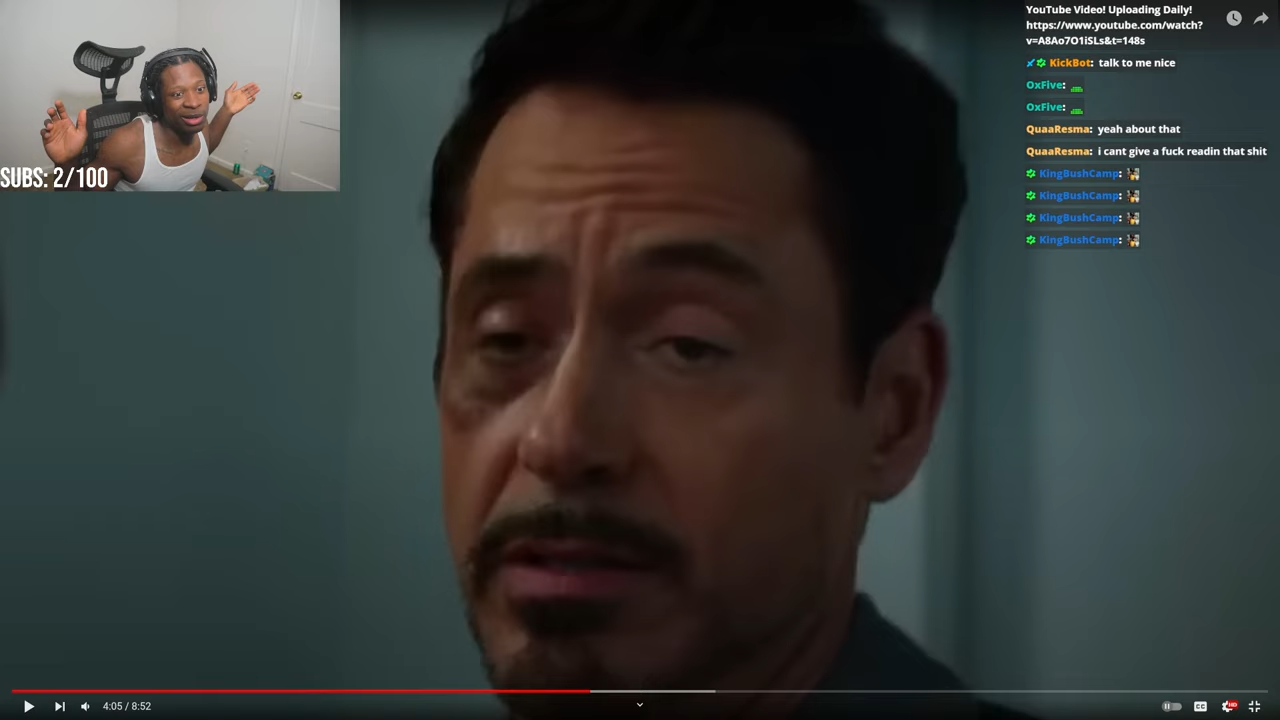 YouTube Video! Uploading Daily!
https://www.youtube.com/watch?
v=A8Ao7O1iSLs&t=148s
KickBot: talk to me nice
OxFive:
OxFive:
QuaaResma: yeah about that
QuaaResma: i cant give a fuck readin that shit
KingBushCamp:
KingBushCamp:
KingBushCamp:
KingBushCamp:
SUBS: 2/100
4:05 / 8:52
CC
HD